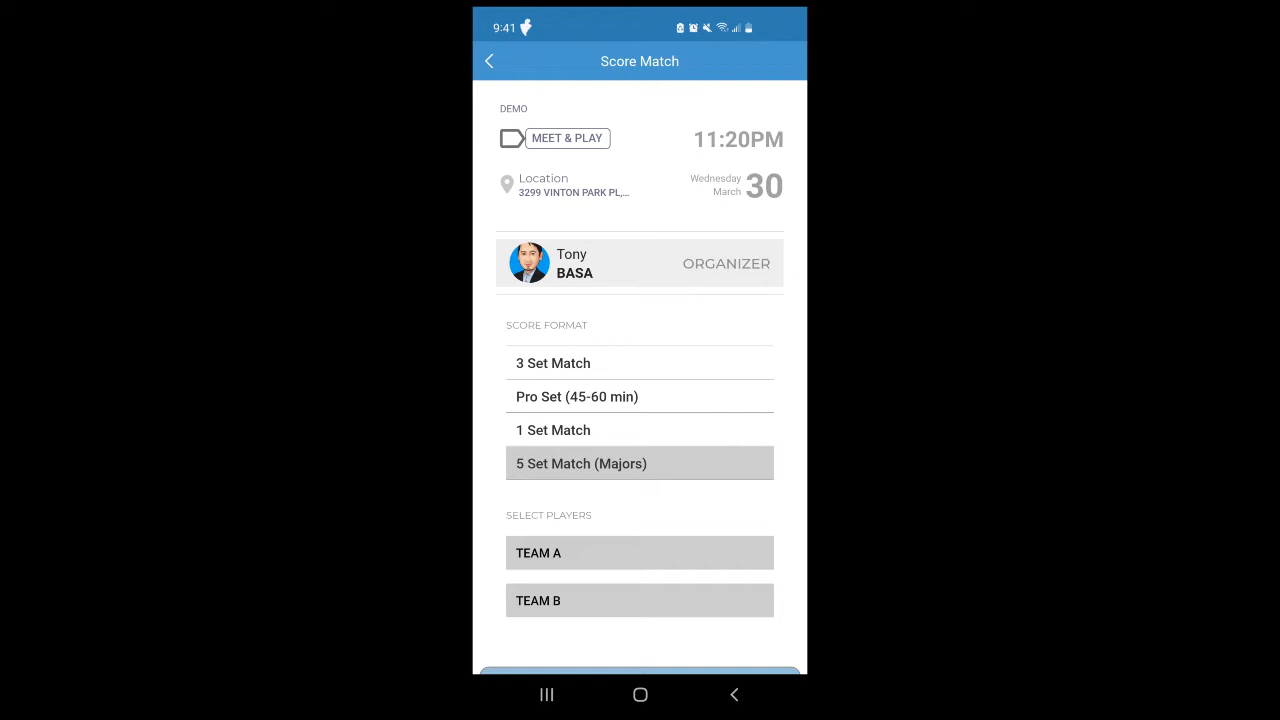 9:41
Score Match
DEMO
MEET & PLAY
11:20PM
Location
3299 VINTON PARK PL,...
Wednesday
March
30
Tony
BASA
ORGANIZER
SCORE FORMAT
3 Set Match
Pro Set (45-60 min)
1 Set Match
5 Set Match (Majors)
SELECT PLAYERS
TEAM A
TEAM B